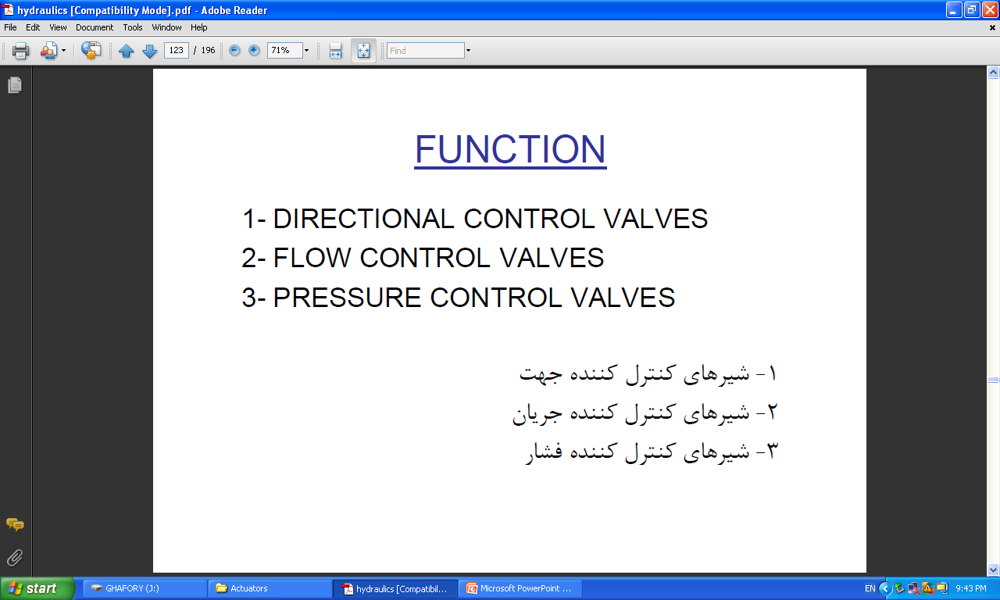 hydraulics [Compatibility Mode].pdf - Adobe Reader
File Edit View Document Tools Window Help
123 / 196 71% Find
FUNCTION
1- DIRECTIONAL CONTROL VALVES
2- FLOW CONTROL VALVES
3- PRESSURE CONTROL VALVES
۱- شیرهای کنترل کننده جهت
۲- شیرهای کنترل کننده جریان
۳- شیرهای کنترل کننده فشار
start GHAFORY (J:) Actuators hydraulics [Compatibil... Microsoft PowerPoint ... EN 9:43 PM